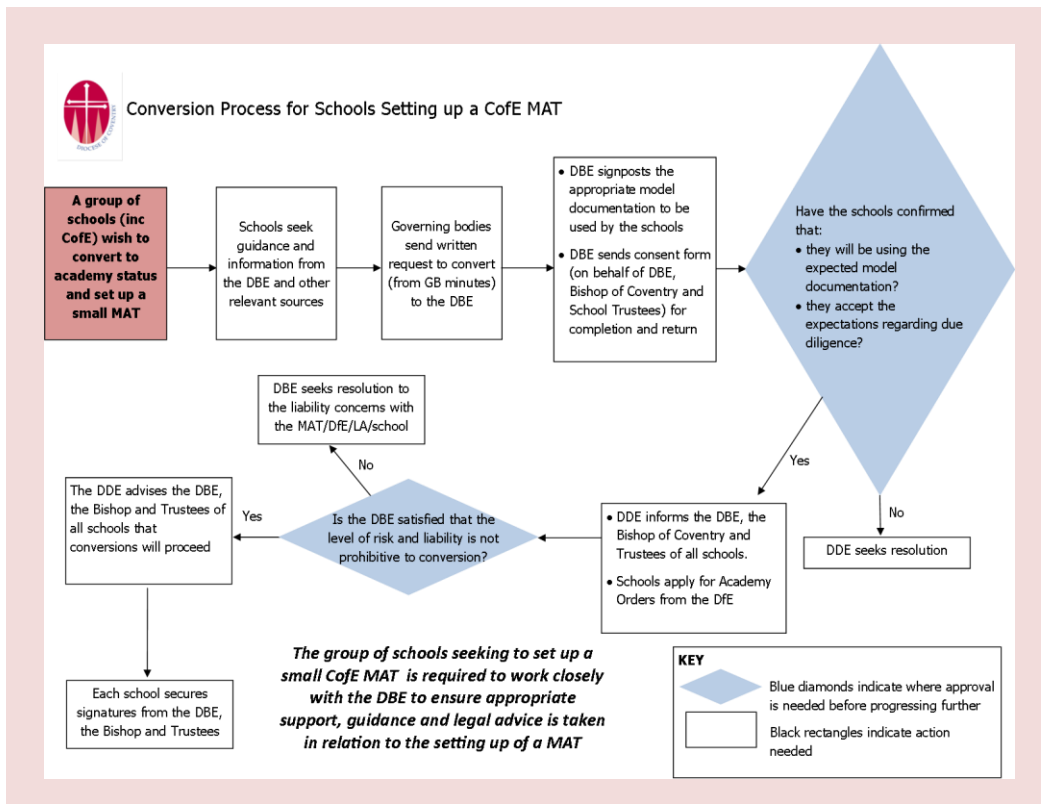 DIOCESE OF COVENTRY
Conversion Process for Schools Setting up a CofE MAT
A group of
schools (inc
CofE) wish to
convert to
academy status
and set up a
small MAT
Schools seek
guidance and
information from
the DBE and other
relevant sources
Governing bodies
send written
request to convert
(from GB minutes)
to the DBE
• DBE signposts the
appropriate model
documentation to be
used by the schools
• DBE sends consent form
(on behalf of DBE,
Bishop of Coventry and
School Trustees) for
completion and return
Have the schools confirmed
that:
• they will be using the
expected model
documentation?
• they accept the
expectations regarding due
diligence?
Yes
No
DDE seeks resolution
• DDE informs the DBE, the
Bishop of Coventry and
Trustees of all schools.
• Schools apply for Academy
Orders from the DfE
Is the DBE satisfied that the
level of risk and liability is not
prohibitive to conversion?
No
DBE seeks resolution to
the liability concerns with
the MAT/DfE/LA/school
Yes
The DDE advises the DBE,
the Bishop and Trustees of
all schools that
conversions will proceed
Each school secures
signatures from the DBE,
the Bishop and Trustees
The group of schools seeking to set up a
small CofE MAT is required to work closely
with the DBE to ensure appropriate
support, guidance and legal advice is taken
in relation to the setting up of a MAT
KEY
Blue diamonds indicate where approval
is needed before progressing further
Black rectangles indicate action
needed